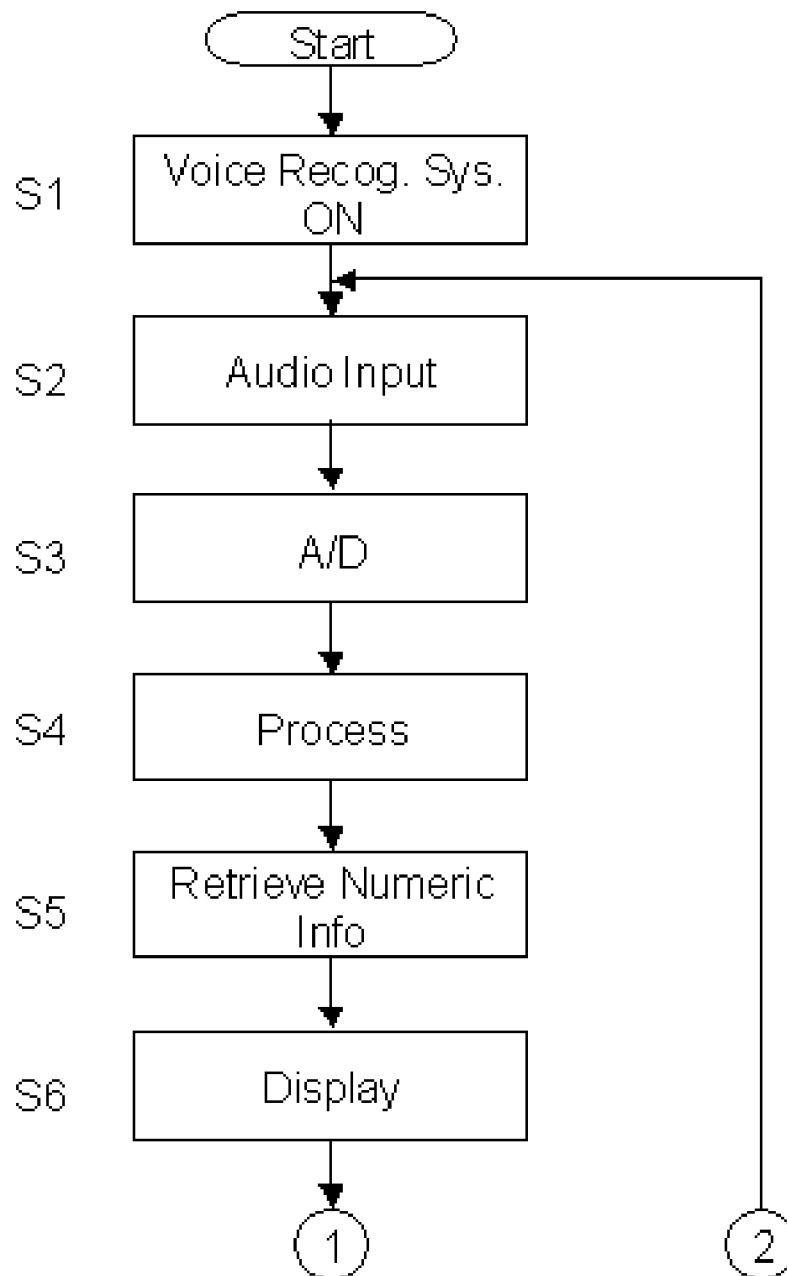 Start
S1
Voice Recog. Sys.
ON
S2
Audio Input
S3
A/D
S4
Process
S5
Retrieve Numeric
Info
S6
Display
1
2